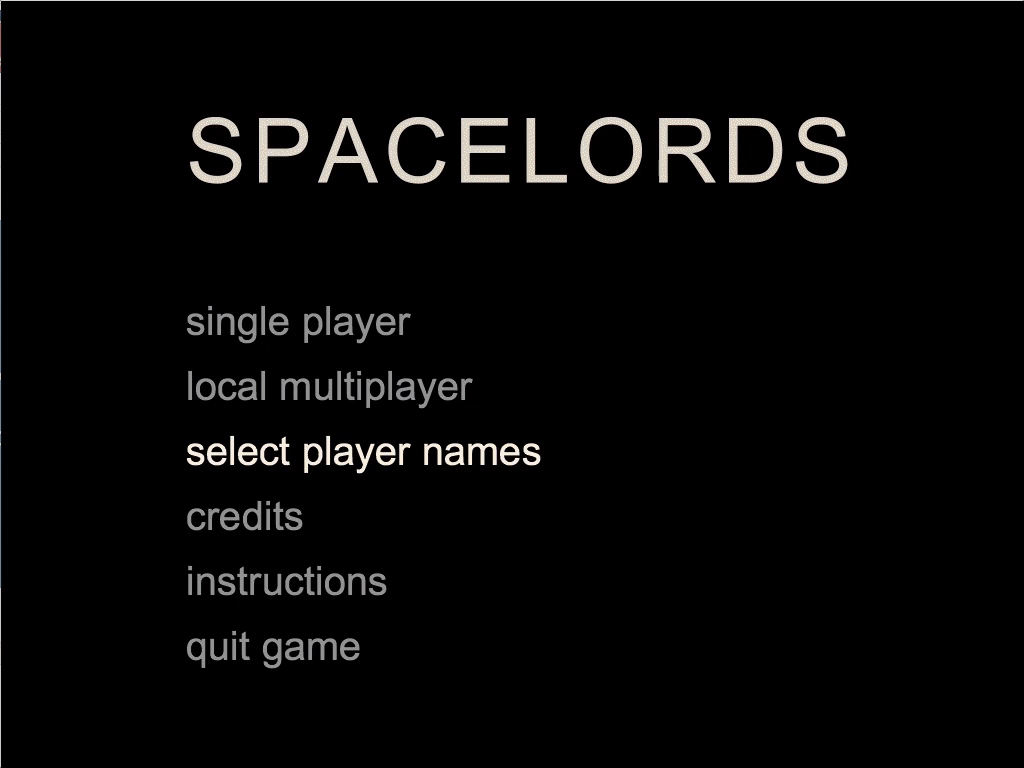 SPACELORDS
single player
local multiplayer
select player names
credits
instructions
quit game